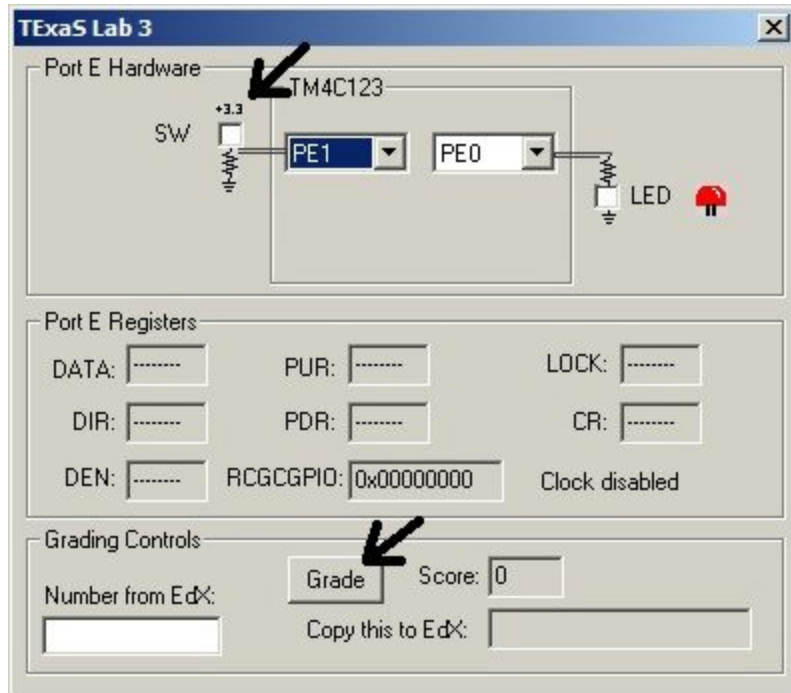 TExaS Lab 3
Port E Hardware
TM4C123
+3.3
SW
PE1
PE0
LED
Port E Registers
DATA: --------
PUR: --------
LOCK: --------
DIR: --------
PDR: --------
CR: --------
DEN: --------
RCGCGPIO: 0x00000000
Clock disabled
Grading Controls
Grade
Score: 0
Number from EdX:
Copy this to EdX: